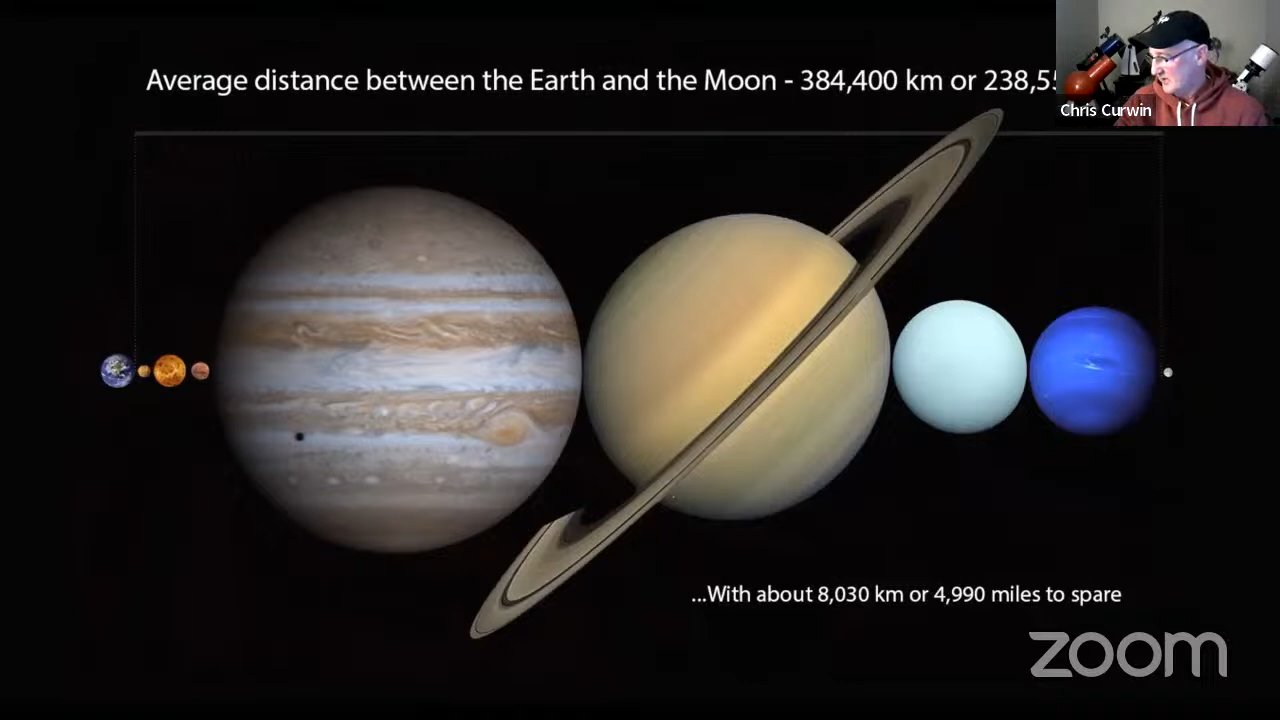 Average distance between the Earth and the Moon - 384,400 km or
Chris Curwin
...With about 8,030 km or 4,990 miles to spare
zoom